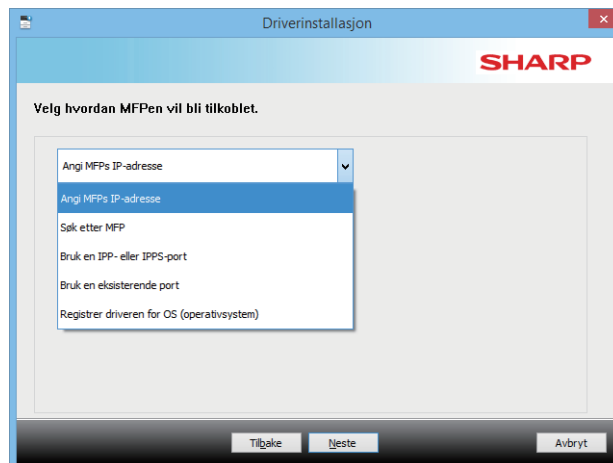 Driverinstallasjon
SHARP
Velg hvordan MFPen vil bli tilkoblet.
Angi MFPs IP-adresse
Angi MFPs IP-adresse
Søk etter MFP
Bruk en IPP- eller IPPS-port
Bruk en eksisterende port
Registrer driveren for OS (operativsystem)
Tilbake Neste Avbryt